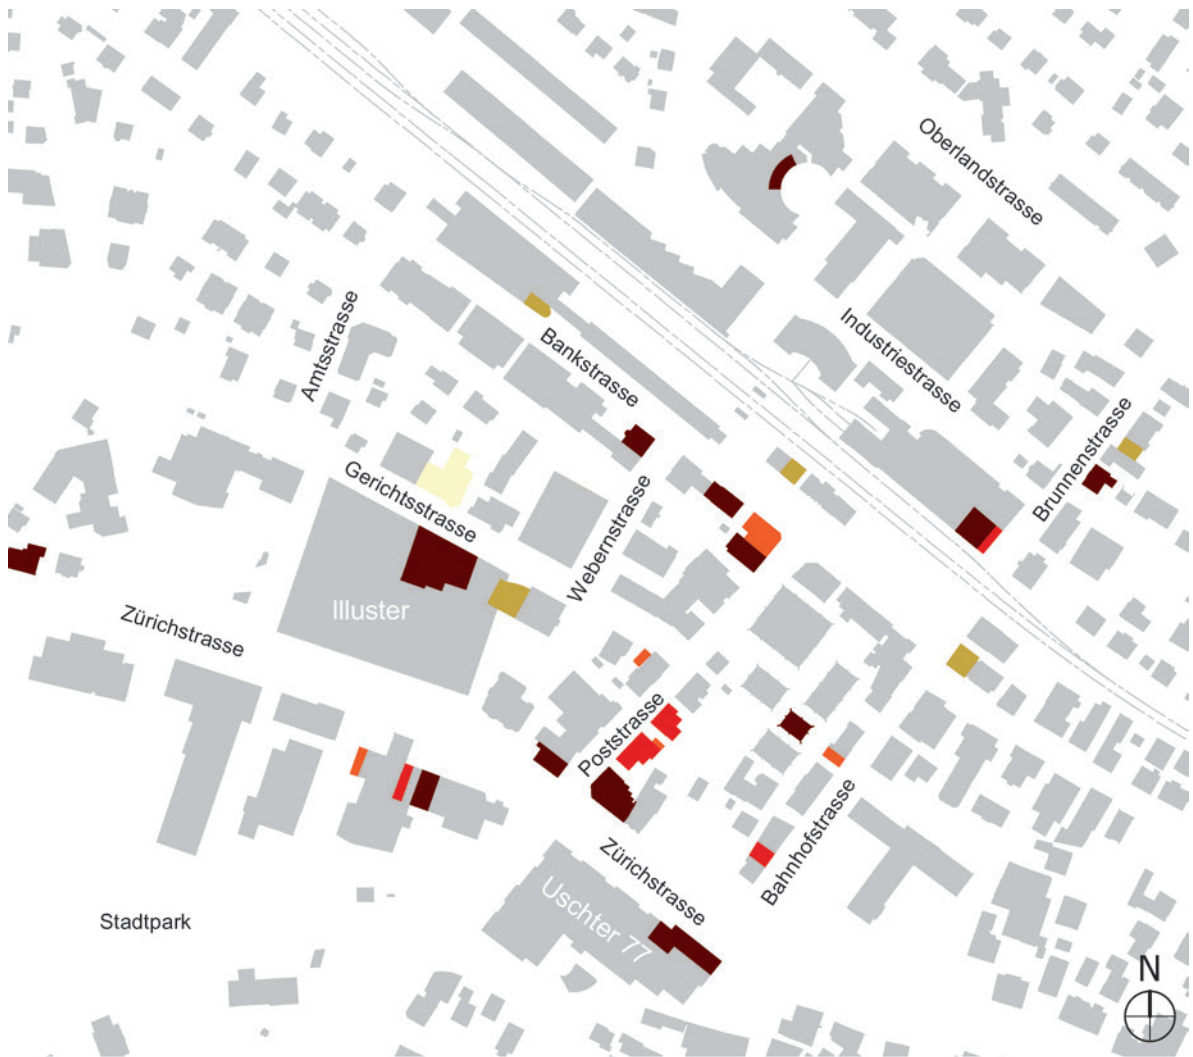 Oberlandstrasse
Amtsstrasse
Bankstrasse
Industriestrasse
Brunnenstrasse
Gerichtsstrasse
Webernstrasse
Illuster
Zürichstrasse
Poststrasse
Bahnhofstrasse
Zürichstrasse
Uschter 77
Stadtpark
N